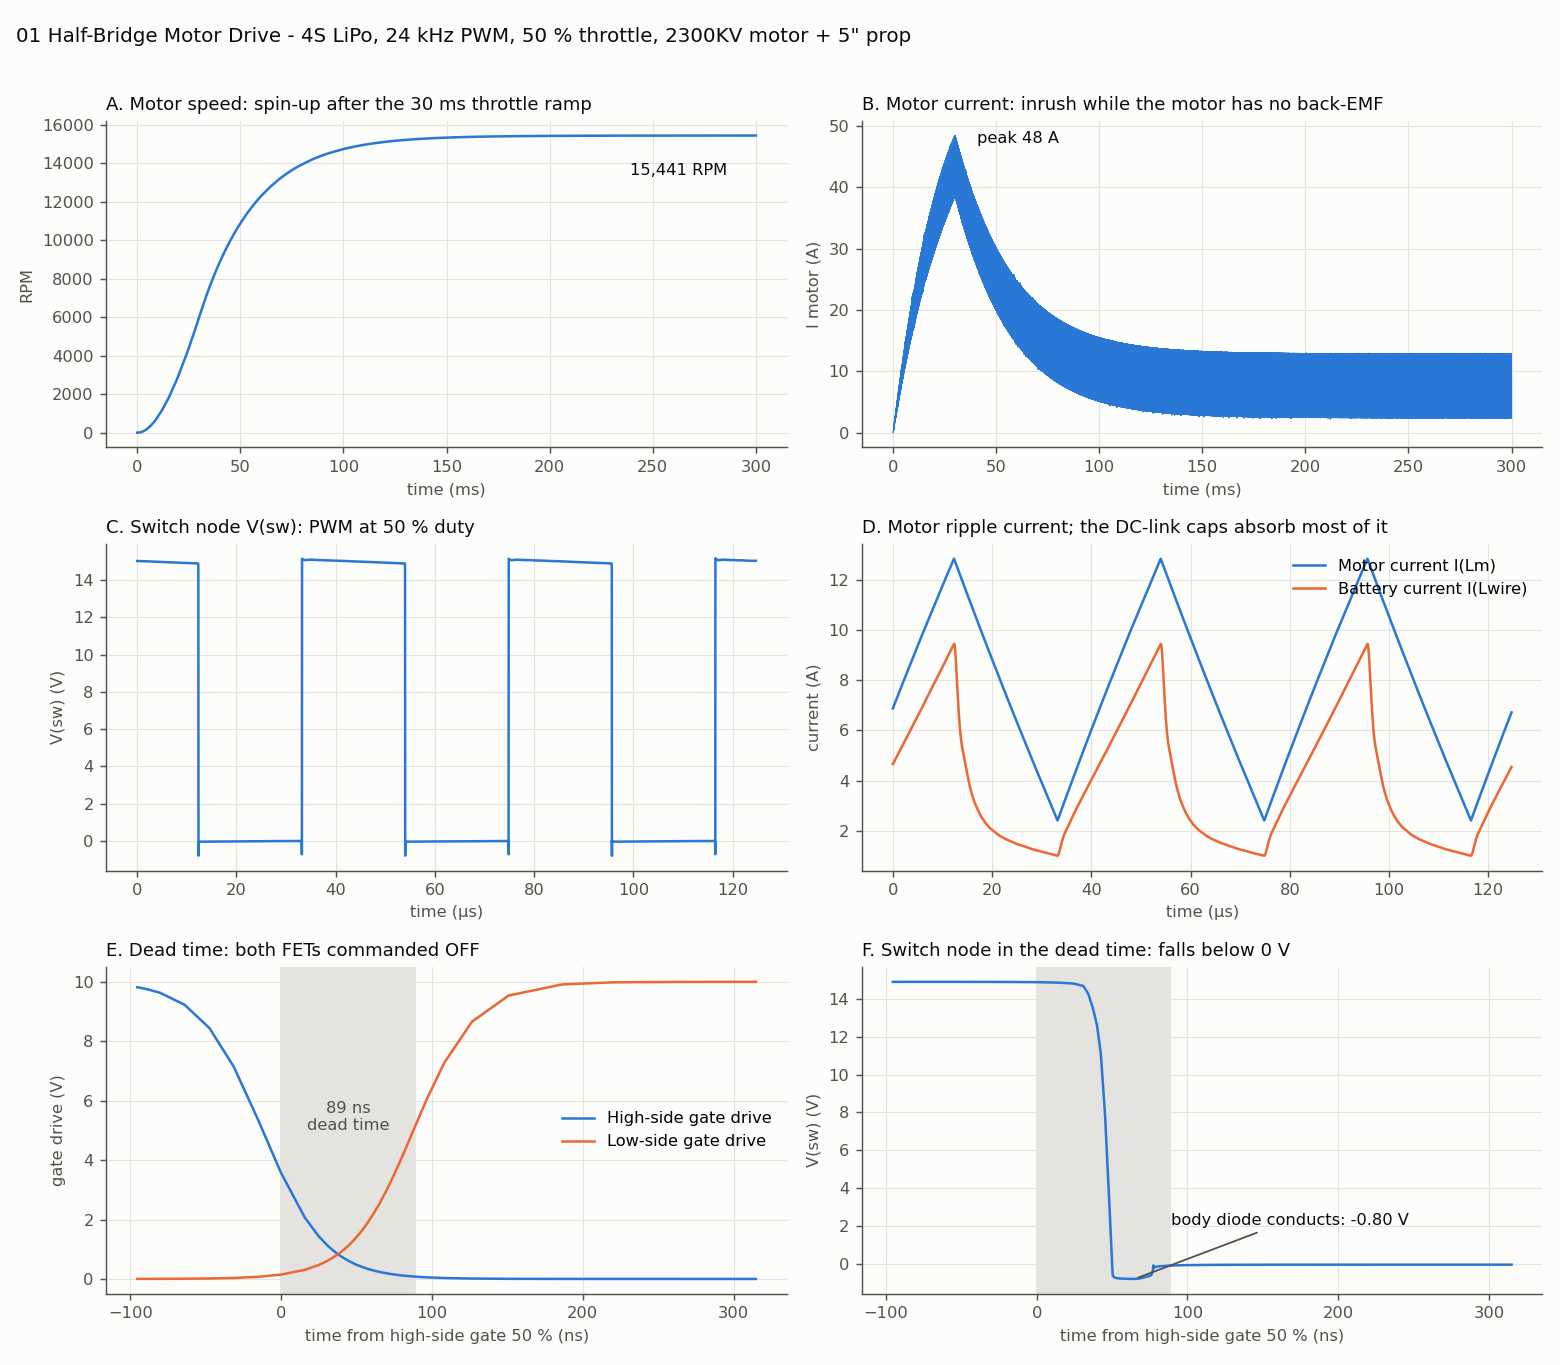 01 Half-Bridge Motor Drive - 4S LiPo, 24 kHz PWM, 50 % throttle, 2300KV motor + 5" prop
A. Motor speed: spin-up after the 30 ms throttle ramp
16000
14000
12000
10000
8000
6000
4000
2000
0
RPM
15,441 RPM
0 50 100 150 200 250 300
time (ms)
B. Motor current: inrush while the motor has no back-EMF
50
40
30
20
10
0
I motor (A)
peak 48 A
0 50 100 150 200 250 300
time (ms)
C. Switch node V(sw): PWM at 50 % duty
14
12
10
8
6
4
2
0
V(sw) (V)
0 20 40 60 80 100 120
time (µs)
D. Motor ripple current; the DC-link caps absorb most of it
12
10
8
6
4
2
current (A)
Motor current I(Lm)
Battery current I(Lwire)
0 20 40 60 80 100 120
time (µs)
E. Dead time: both FETs commanded OFF
10
8
6
4
2
0
gate drive (V)
89 ns
dead time
High-side gate drive
Low-side gate drive
−100 0 100 200 300
time from high-side gate 50 % (ns)
F. Switch node in the dead time: falls below 0 V
14
12
10
8
6
4
2
0
V(sw) (V)
body diode conducts: -0.80 V
−100 0 100 200 300
time from high-side gate 50 % (ns)